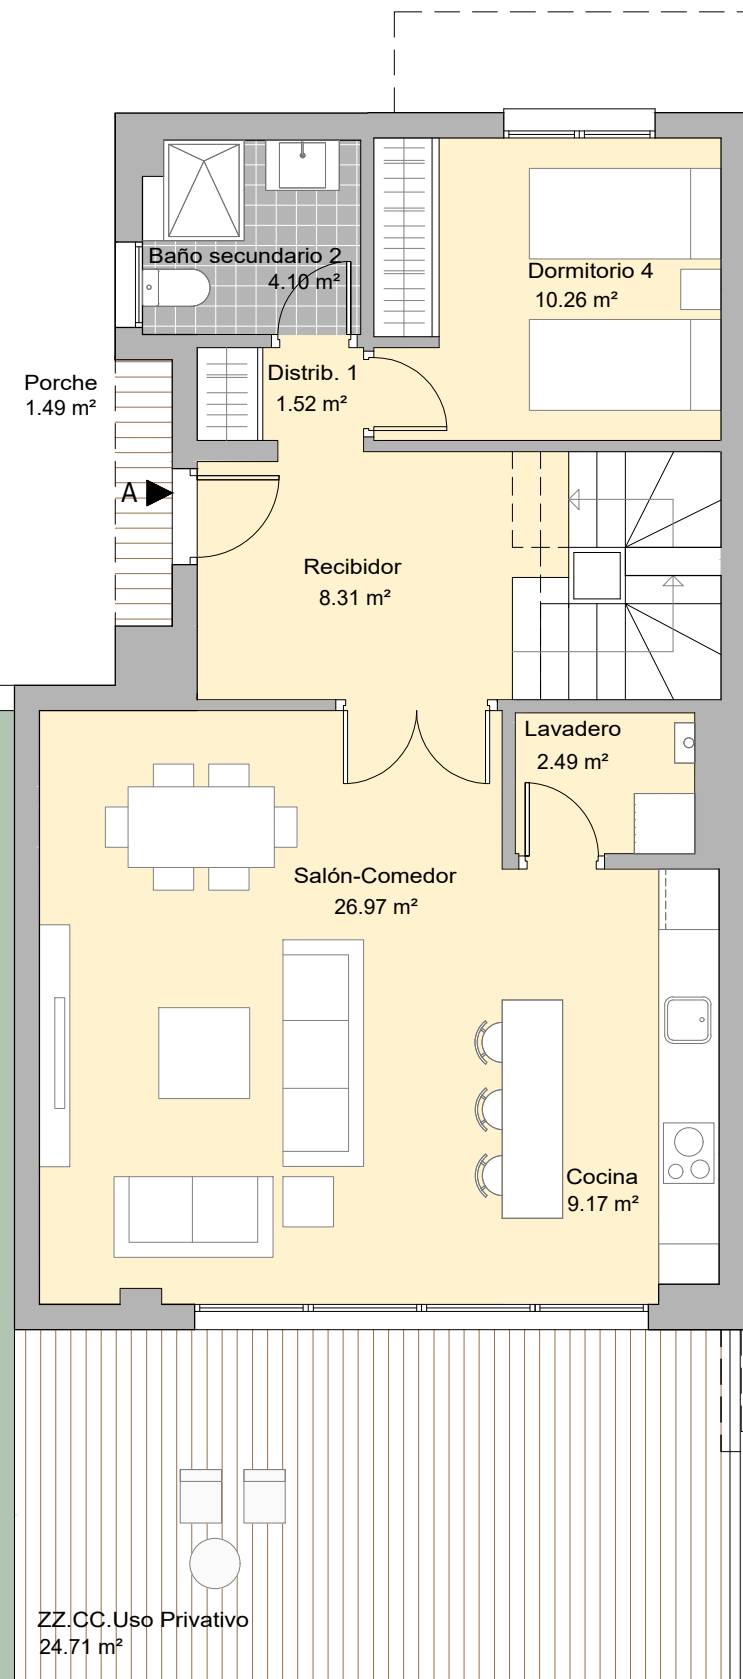 Baño secundario 2
4.10 m²
Dormitorio 4
10.26 m²
Porche
1.49 m²
Distrib. 1
1.52 m²
A
Recibidor
8.31 m²
Lavadero
2.49 m²
Salón-Comedor
26.97 m²
Cocina
9.17 m²
ZZ.CC.Uso Privativo
24.71 m²